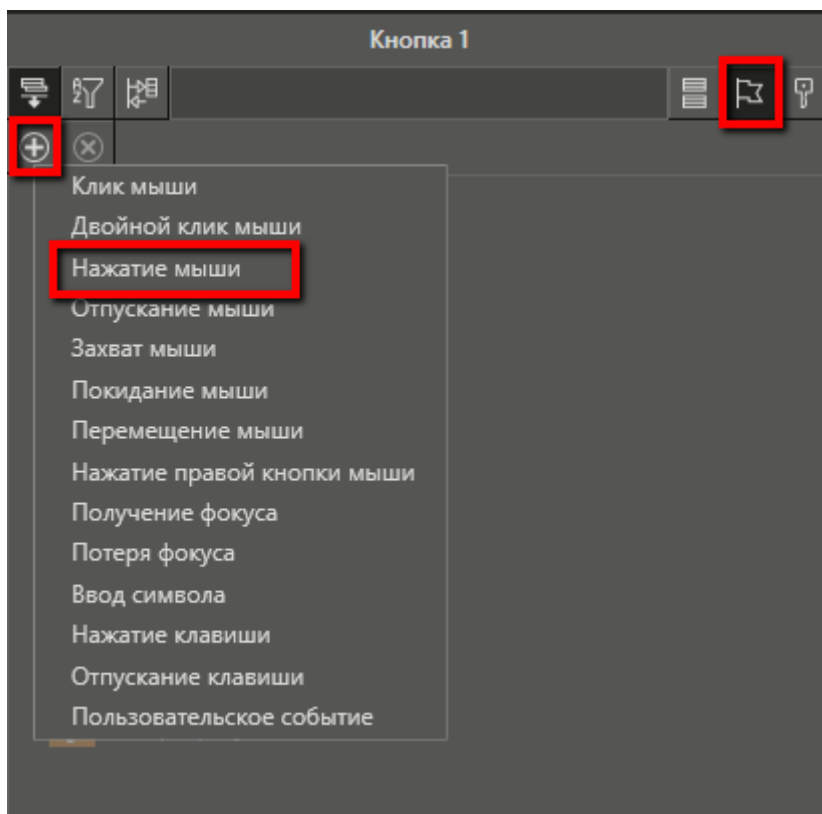 Кнопка 1
Клик мыши
Двойной клик мыши
Нажатие мыши
Отпускание мыши
Захват мыши
Покидание мыши
Перемещение мыши
Нажатие правой кнопки мыши
Получение фокуса
Потеря фокуса
Ввод символа
Нажатие клавиши
Отпускание клавиши
Пользовательское событие